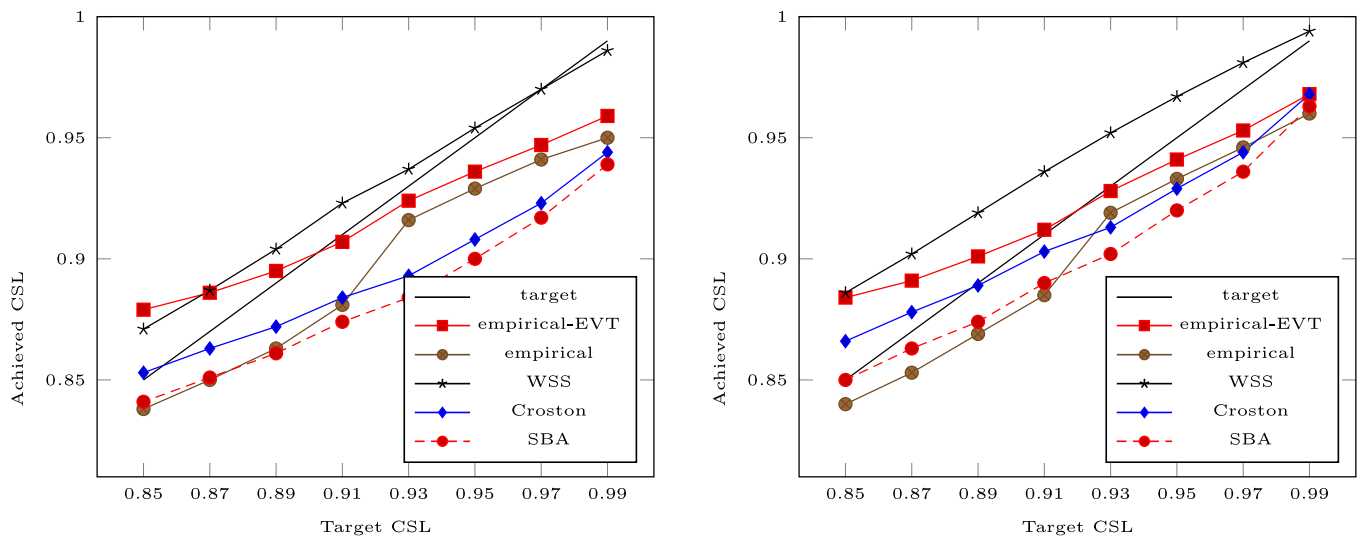 1
0.95
0.9
0.85
Achieved CSL
0.85 0.87 0.89 0.91 0.93 0.95 0.97 0.99
Target CSL
target
empirical-EVT
empirical
WSS
Croston
SBA
1
0.95
0.9
0.85
Achieved CSL
0.85 0.87 0.89 0.91 0.93 0.95 0.97 0.99
Target CSL
target
empirical-EVT
empirical
WSS
Croston
SBA